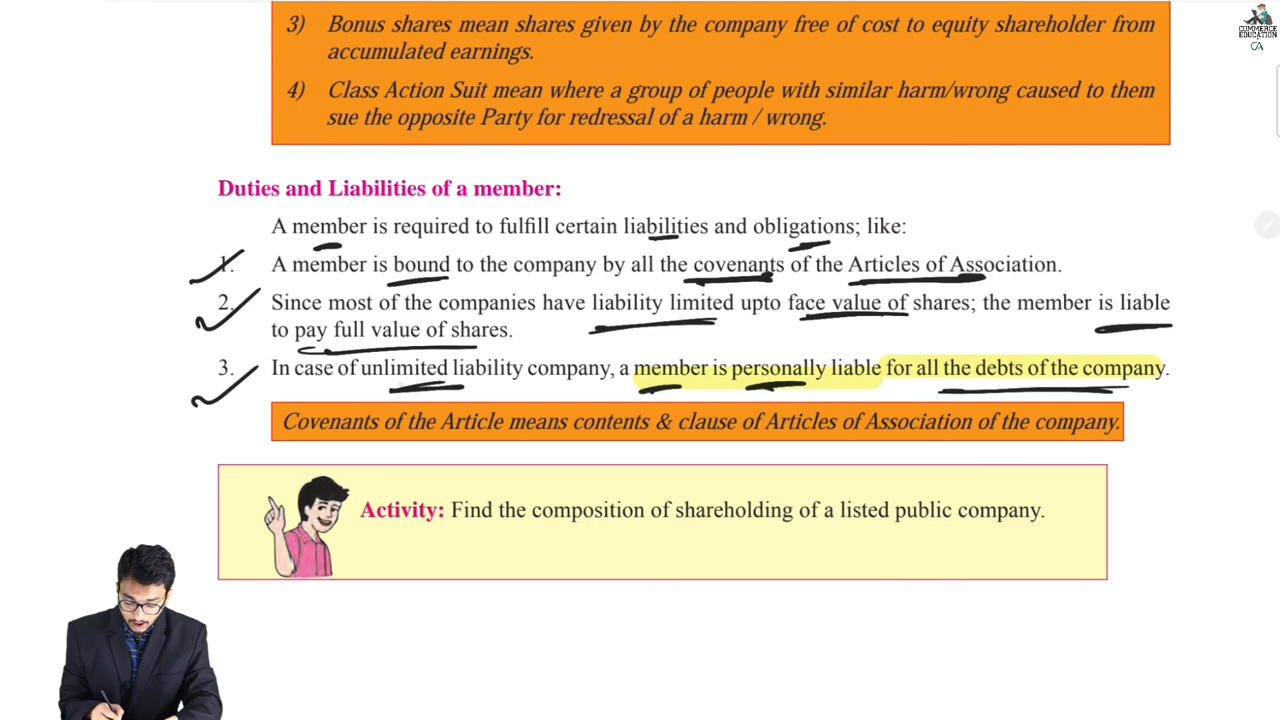 COMMERCE
EDUCATION
CA
3) Bonus shares mean shares given by the company free of cost to equity shareholder from
accumulated earnings.
4) Class Action Suit mean where a group of people with similar harm/wrong caused to them
sue the opposite Party for redressal of a harm / wrong.
Duties and Liabilities of a member:
A member is required to fulfill certain liabilities and obligations; like:
1. A member is bound to the company by all the covenants of the Articles of Association.
2. Since most of the companies have liability limited upto face value of shares; the member is liable
to pay full value of shares.
3. In case of unlimited liability company, a member is personally liable for all the debts of the company.
Covenants of the Article means contents & clause of Articles of Association of the company.
Activity: Find the composition of shareholding of a listed public company.